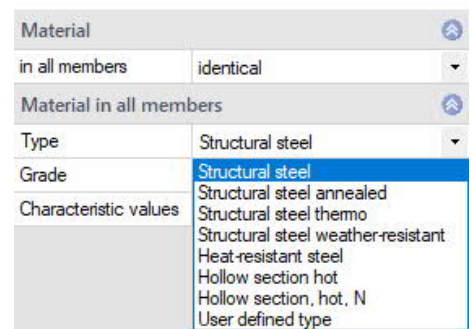 Material
in all members identical
Material in all members
Type Structural steel
Grade Structural steel
Structural steel annealed
Characteristic values Structural steel thermo
Structural steel weather-resistant
Heat-resistant steel
Hollow section hot
Hollow section, hot, N
User defined type